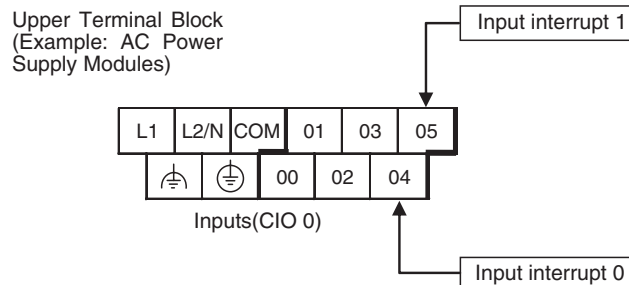 Upper Terminal Block
(Example: AC Power
Supply Modules)
Input interrupt 1
L1 L2/N COM 01 03 05
00 02 04
Inputs(CIO 0)
Input interrupt 0